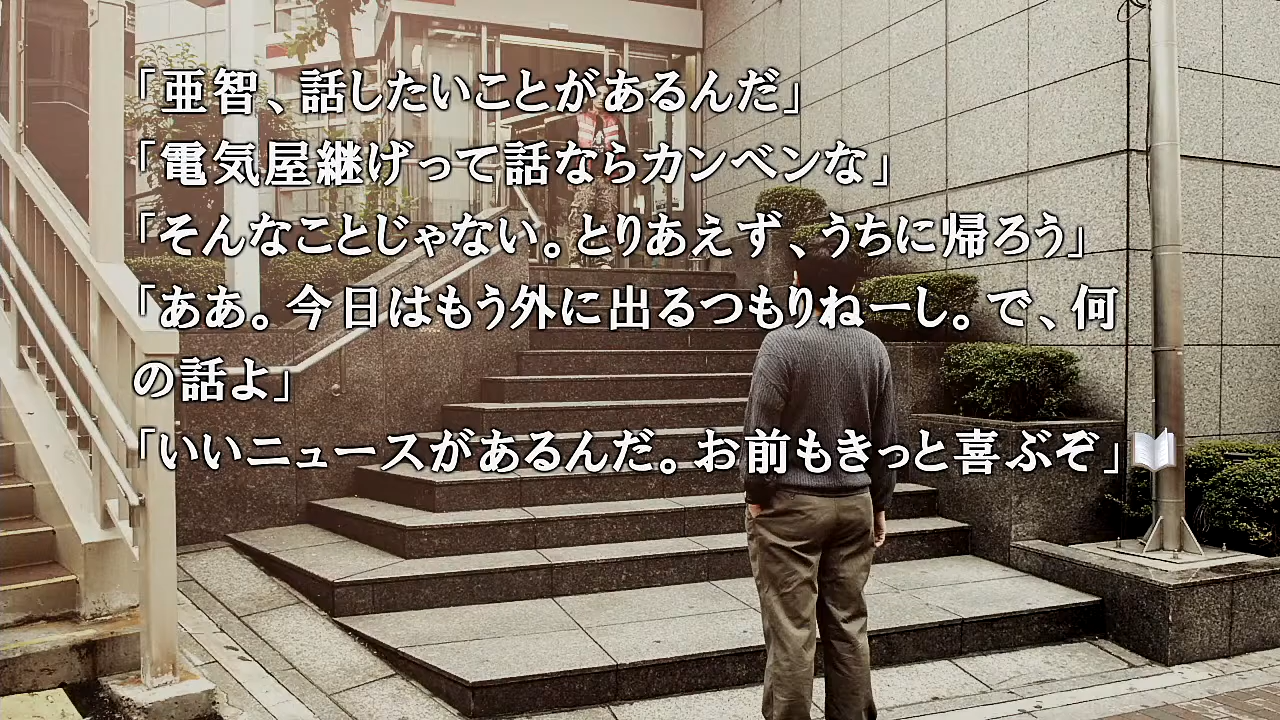 「亜智、話したいことがあるんだ」
「電気屋継げって話ならカンベンな」
「そんなことじゃない。とりあえず、うちに帰ろう」
「ああ。今日はもう外に出るつもりねーし。で、何
の話よ」
「いいニュースがあるんだ。お前もきっと喜ぶぞ」